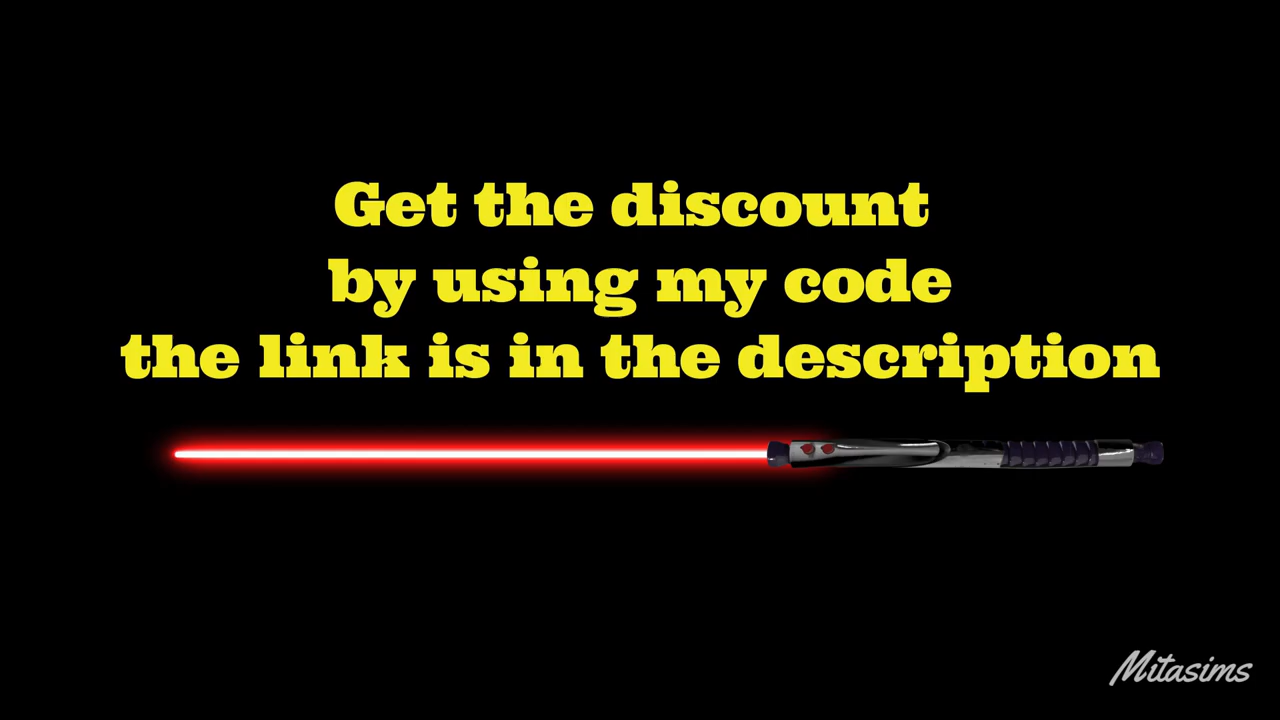 Get the discount
by using my code
the link is in the description
Mitasims